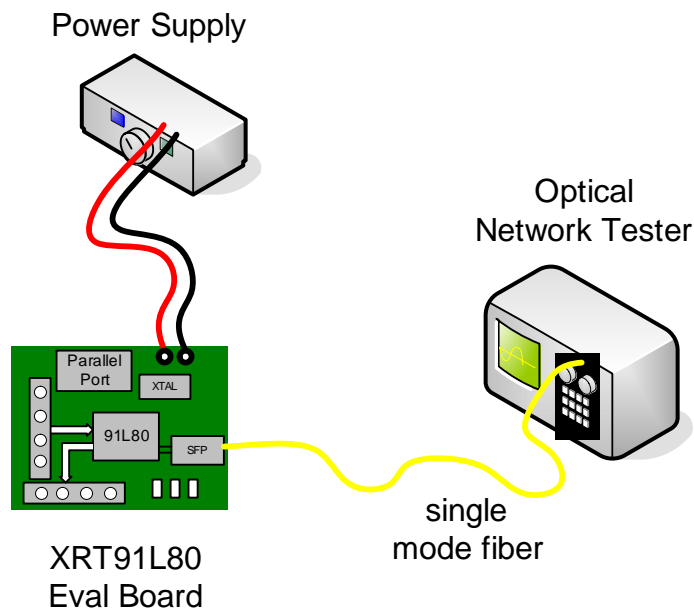 Power Supply
Optical
Network Tester
Parallel
Port
XTAL
91L80
SFP
single
mode fiber
XRT91L80
Eval Board